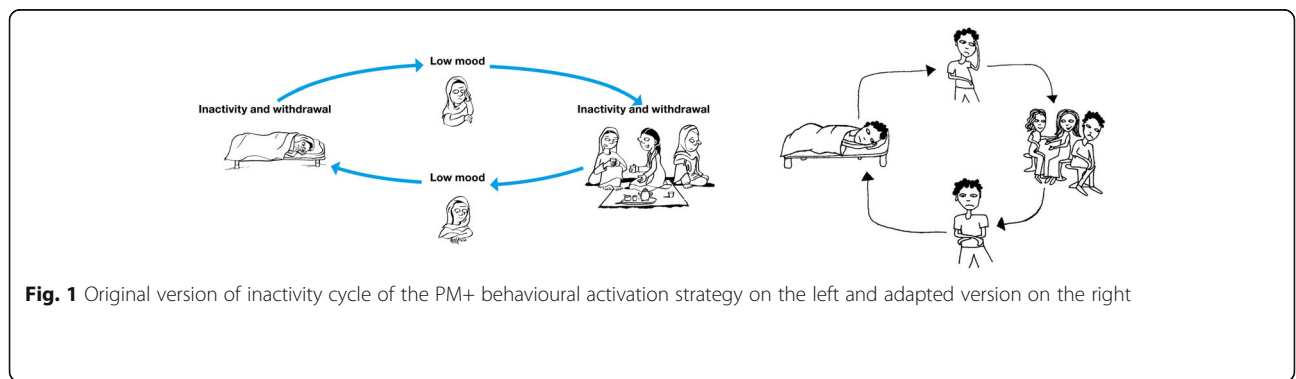 Low mood
Inactivity and withdrawal
Inactivity and withdrawal
Low mood
Fig. 1 Original version of inactivity cycle of the PM+ behavioural activation strategy on the left and adapted version on the right